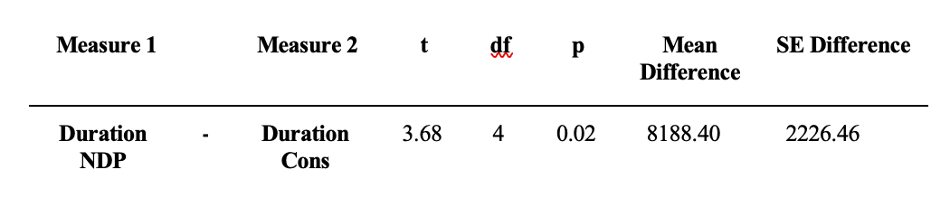 Measure 1 Measure 2 t df p Mean Difference SE Difference
Duration NDP - Duration Cons 3.68 4 0.02 8188.40 2226.46